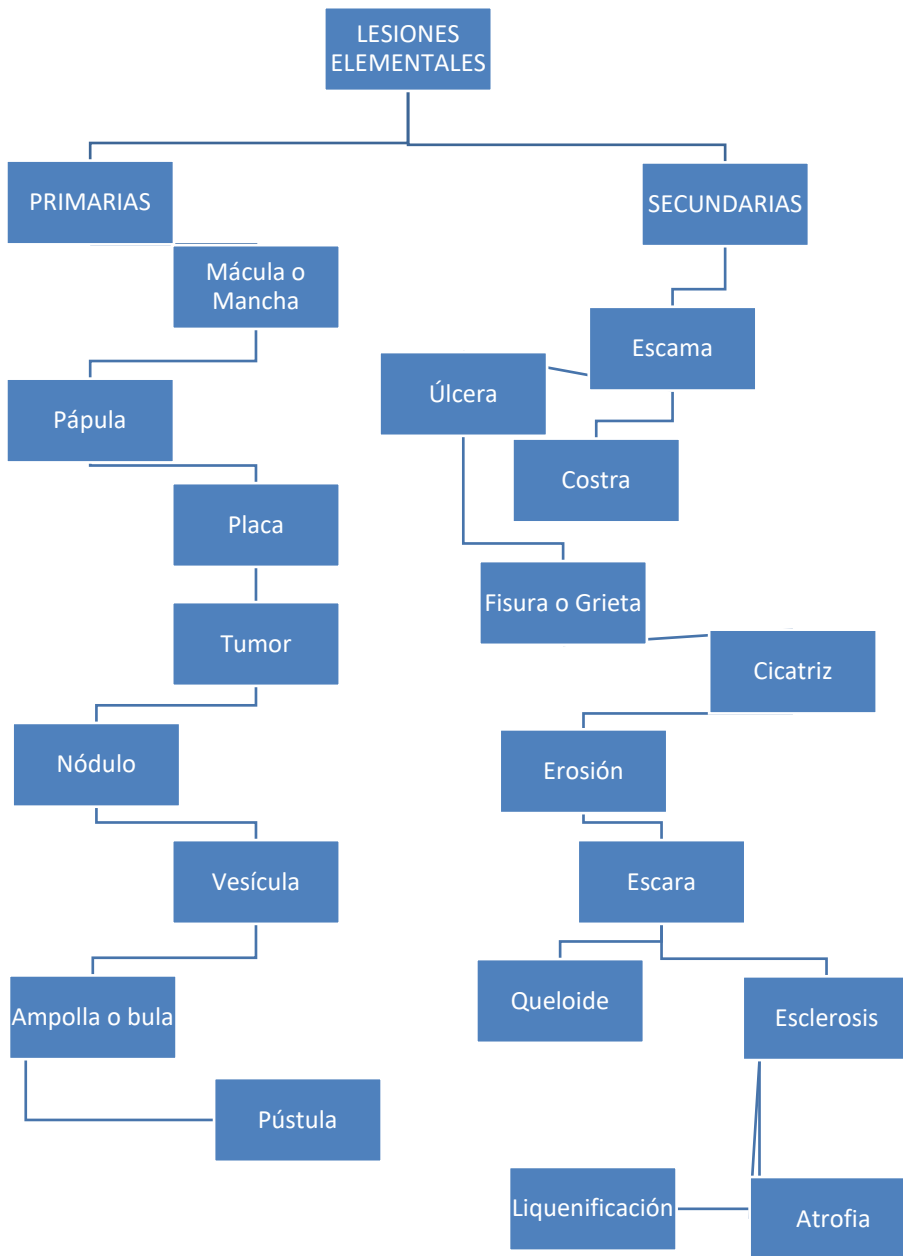 LESIONES
ELEMENTALES
PRIMARIAS
Mácula o
Mancha
Pápula
Placa
Tumor
Nódulo
Vesícula
Ampolla o bula
Pústula
SECUNDARIAS
Escama
Úlcera
Costra
Fisura o Grieta
Cicatriz
Erosión
Escara
Queloide
Esclerosis
Liquenificación
Atrofia